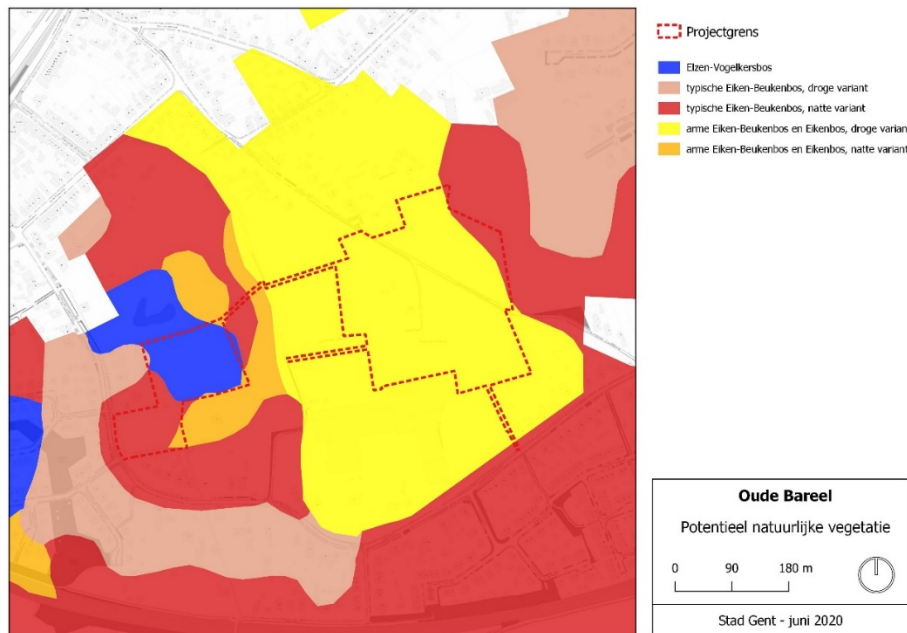 Projectgrens
Elzen-Vogelkersbos
typische Eiken-Beukenbos, droge variant
typische Eiken-Beukenbos, natte variant
arme Eiken-Beukenbos en Eikenbos, droge variant
arme Eiken-Beukenbos en Eikenbos, natte variant
Oude Bareel
Potentieel natuurlijke vegetatie
0 90 180 m
Stad Gent - juni 2020